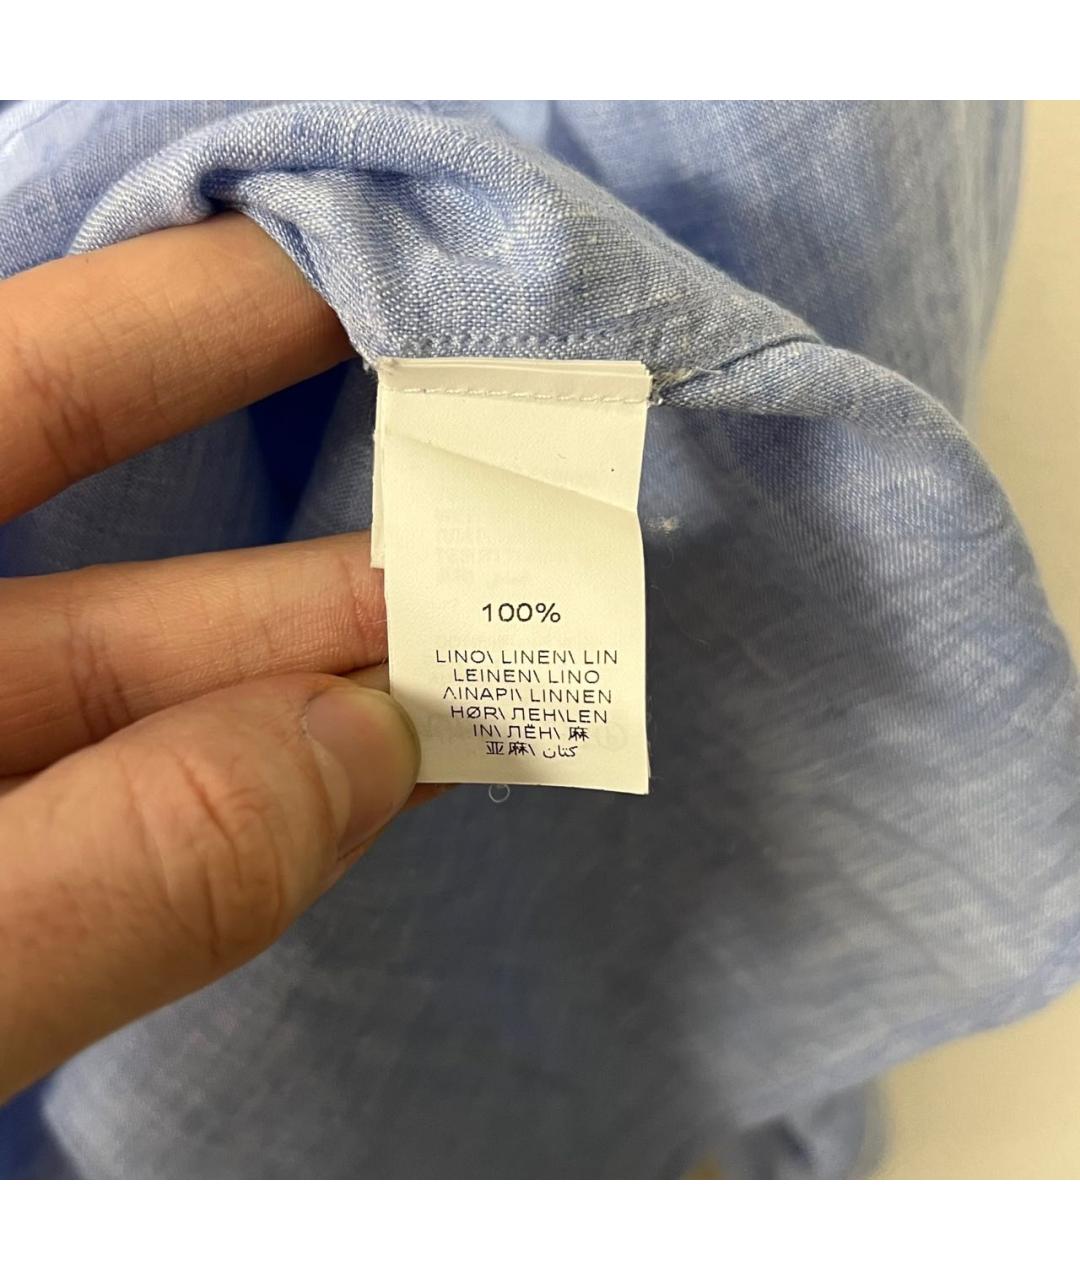 100%
LINO\ LINEN\ LIN
LEINEN\ LINO
ΛΙΝΑΡΙ\ LINNEN
HØR\ ЛЕН\LEN
IN\ ЛЁН\ 麻
亚麻\ كتان